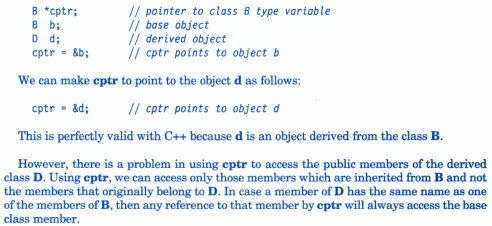 B *cptr; // pointer to class B type variable
B b; // base object
D d; // derived object
cptr = &b; // cptr points to object b
We can make cptr to point to the object d as follows:
cptr = &d; // cptr points to object d
This is perfectly valid with C++ because d is an object derived from the class B.
However, there is a problem in using cptr to access the public members of the derived
class D. Using cptr, we can access only those members which are inherited from B and not
the members that originally belong to D. In case a member of D has the same name as one
of the members of B, then any reference to that member by cptr will always access the base
class member.